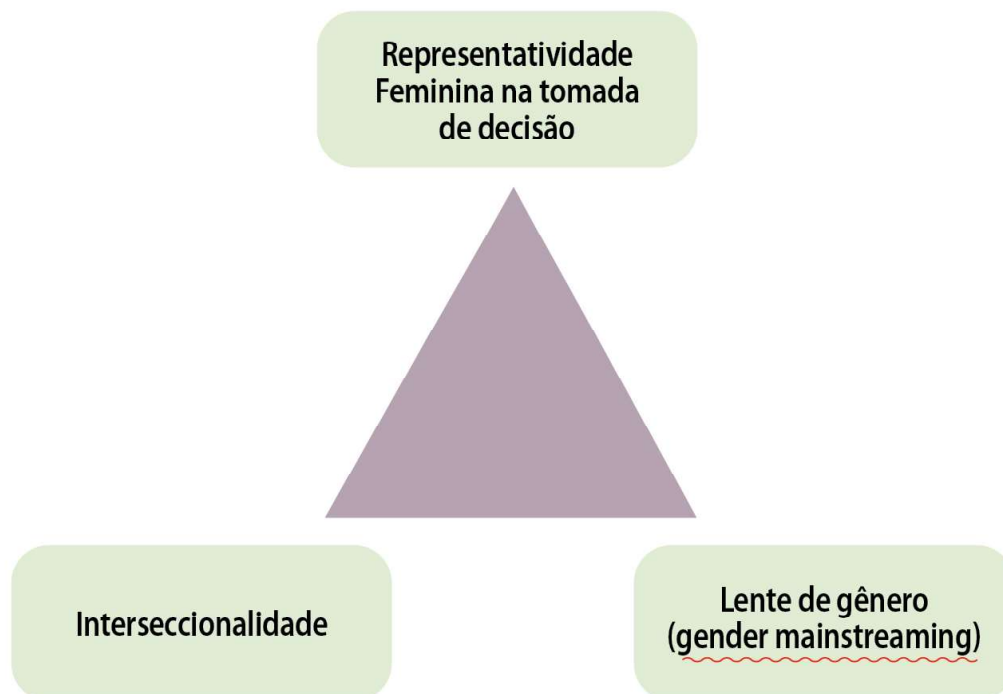 Representatividade
Feminina na tomada
de decisão
Interseccionalidade
Lente de gênero
(gender mainstreaming)